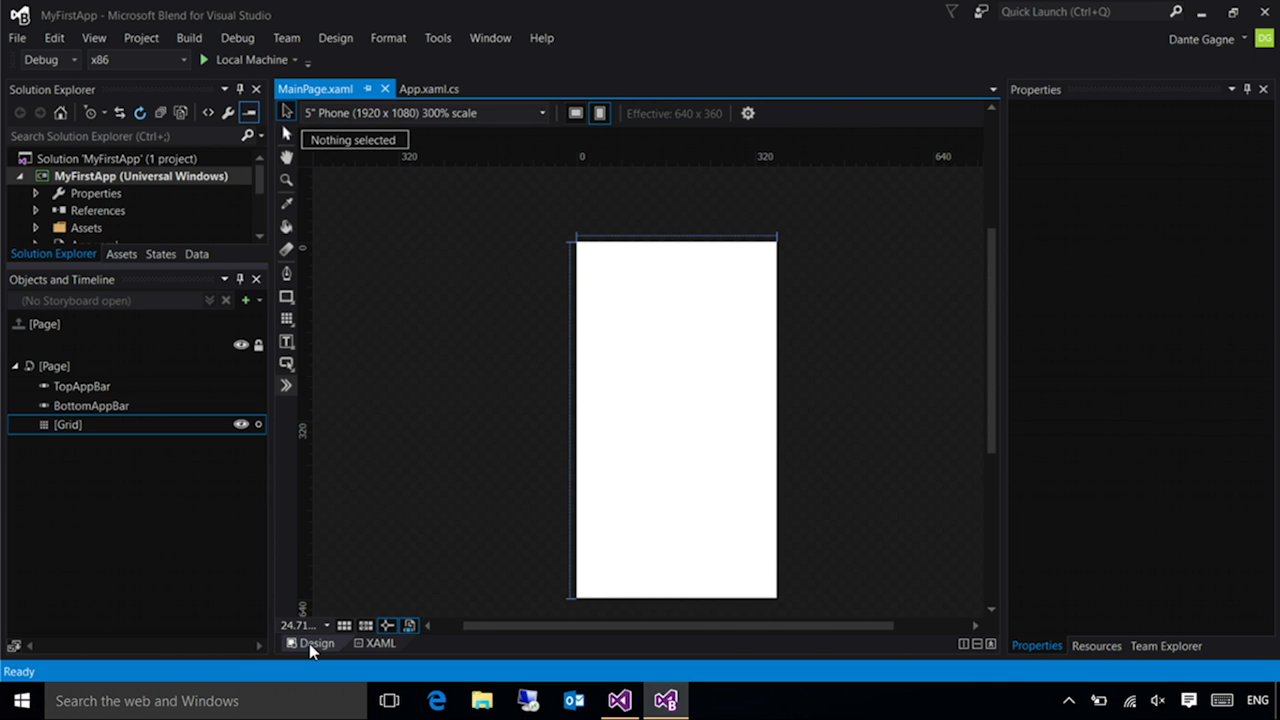 MyFirstApp - Microsoft Blend for Visual Studio
Quick Launch (Ctrl+Q)
File Edit View Project Build Debug Team Design Format Tools Window Help
Dante Gagne DG
Debug x86 Local Machine
Solution Explorer
MainPage.xaml App.xaml.cs
Properties
5" Phone (1920 x 1080) 300% scale Effective: 640 x 360
Search Solution Explorer (Ctrl+;)
Nothing selected
Solution 'MyFirstApp' (1 project)
320 0 320 640
MyFirstApp (Universal Windows)
Properties
References
Assets
Solution Explorer Assets States Data
0
320
640
Objects and Timeline
(No Storyboard open)
[Page]
[Page]
TopAppBar
BottomAppBar
[Grid]
T
24.71...
Design XAML
Properties Resources Team Explorer
Ready
Search the web and Windows
ENG